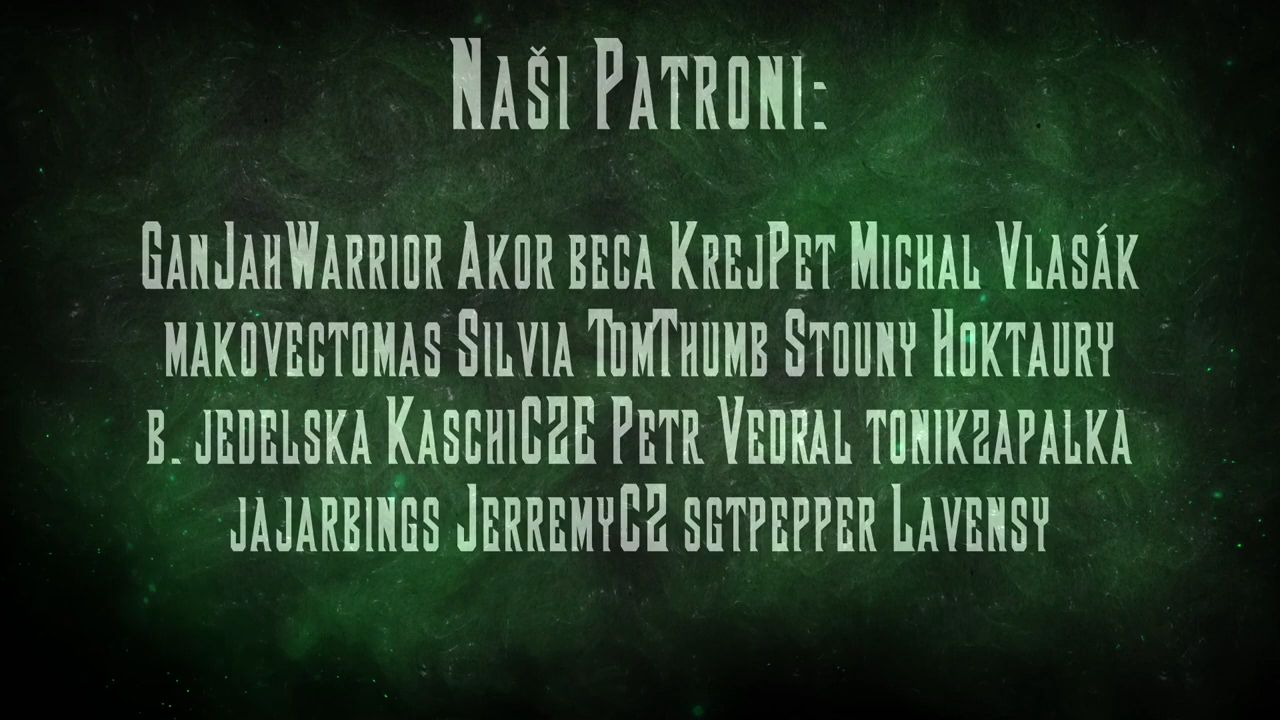 Naši Patroni:
GanJahWarrior Akor beca KrejPet Michal Vlasák
makovectomas Silvia TomThumb Stouny Hoktaury
b. jedelska KaschiCZE Petr Vedral tonikzapalka
jajarbings JerremyCZ sgtpepper Lavensy